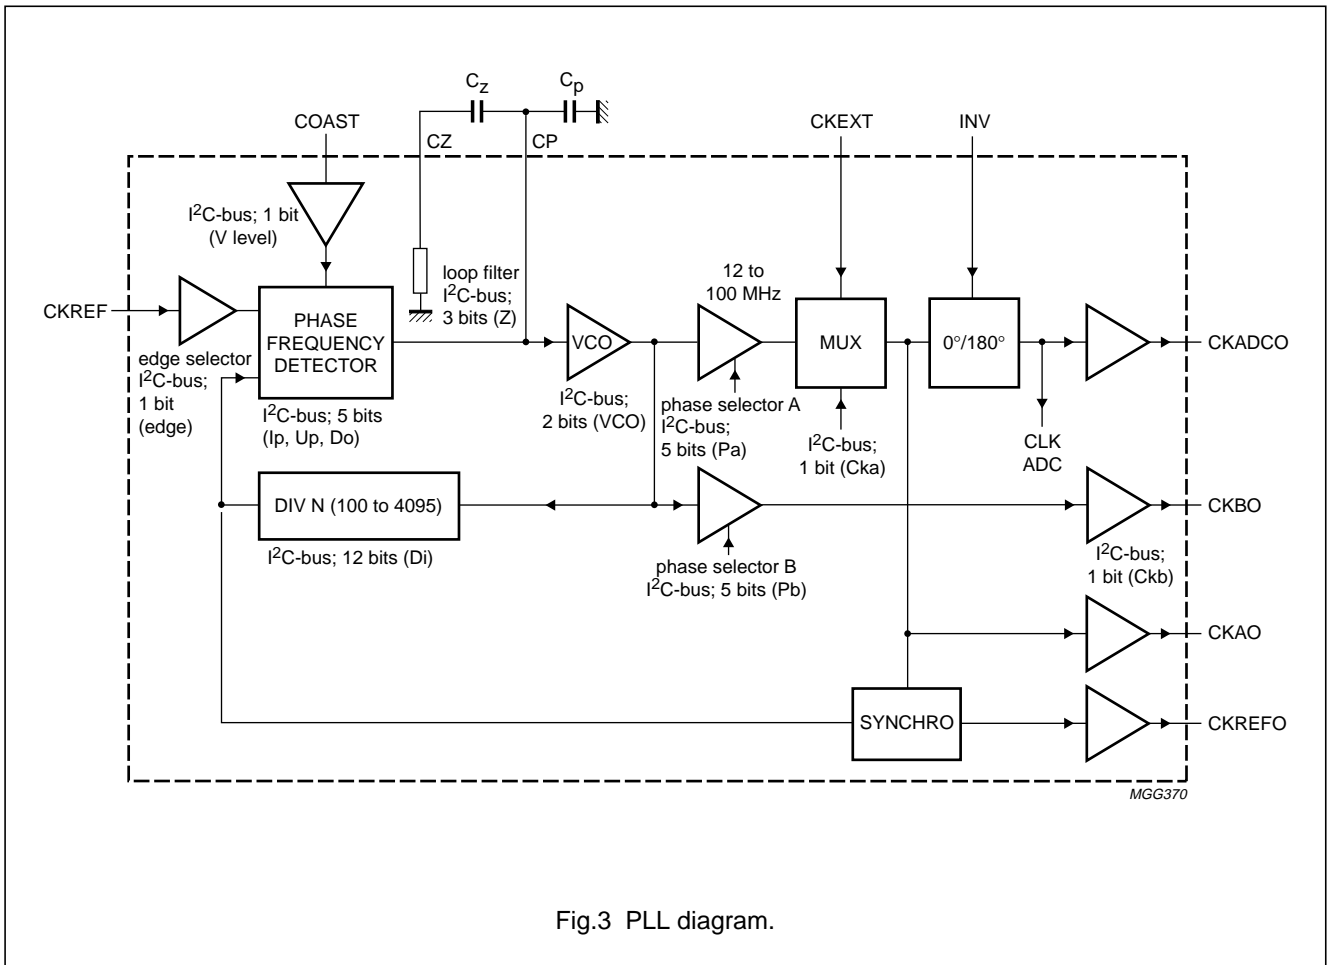 Cz
Cp
COAST
CZ
CP
CKEXT
INV
I2C-bus; 1 bit
(V level)
CKREF
edge selector
I2C-bus;
1 bit
(edge)
PHASE
FREQUENCY
DETECTOR
I2C-bus; 5 bits
(Ip, Up, Do)
loop filter
I2C-bus;
3 bits (Z)
VCO
I2C-bus;
2 bits (VCO)
12 to
100 MHz
phase selector A
I2C-bus;
5 bits (Pa)
MUX
I2C-bus;
1 bit (Cka)
0°/180°
CLK
ADC
CKADCO
DIV N (100 to 4095)
I2C-bus; 12 bits (Di)
phase selector B
I2C-bus; 5 bits (Pb)
CKBO
I2C-bus;
1 bit (Ckb)
CKAO
SYNCHRO
CKREFO
MGG370
Fig.3 PLL diagram.